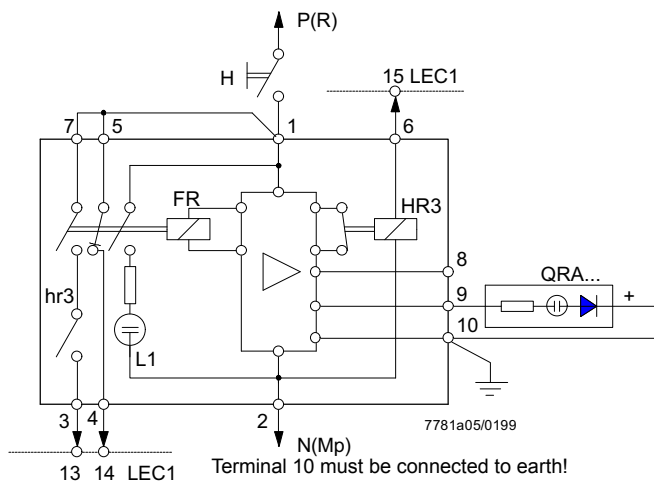 P(R)
H
15 LEC1
7
5
1
6
FR
HR3
8
QRA...
9
+
hr3
10
L1
3
4
2
7781a05/0199
N(Mp)
13 14 LEC1
Terminal 10 must be connected to earth!